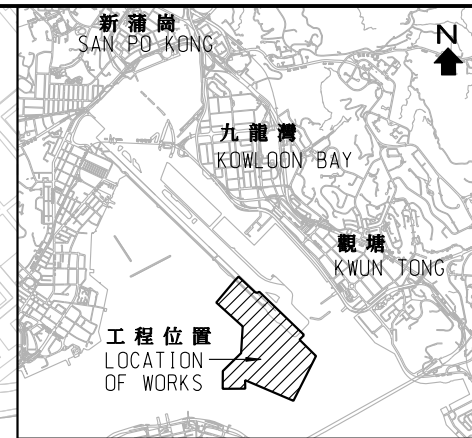 新蒲崗
SAN PO KONG
N
九龍灣
KOWLOON BAY
觀塘
KWUN TONG
工程位置
LOCATION
OF WORKS